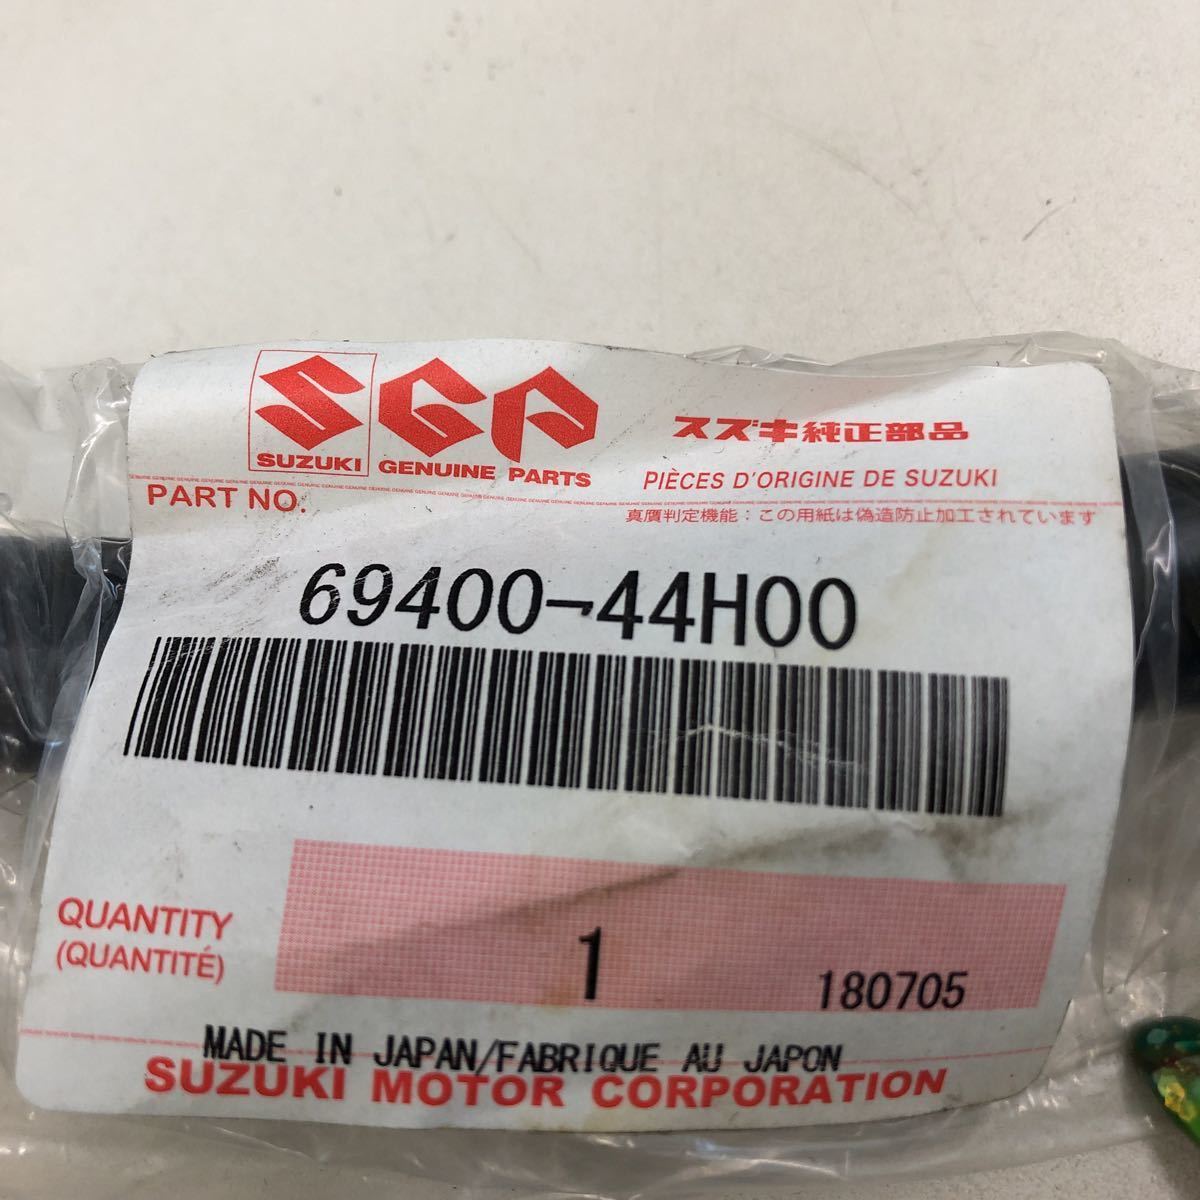 SGP
SUZUKI GENUINE PARTS
スズキ純正部品
PIÈCES D'ORIGINE DE SUZUKI
PART NO.
真贋判定機能：この用紙は偽造防止加工されています
69400-44H00
QUANTITY
(QUANTITÉ)
1
180705
MADE IN JAPAN/FABRIQUE AU JAPON
SUZUKI MOTOR CORPORATION